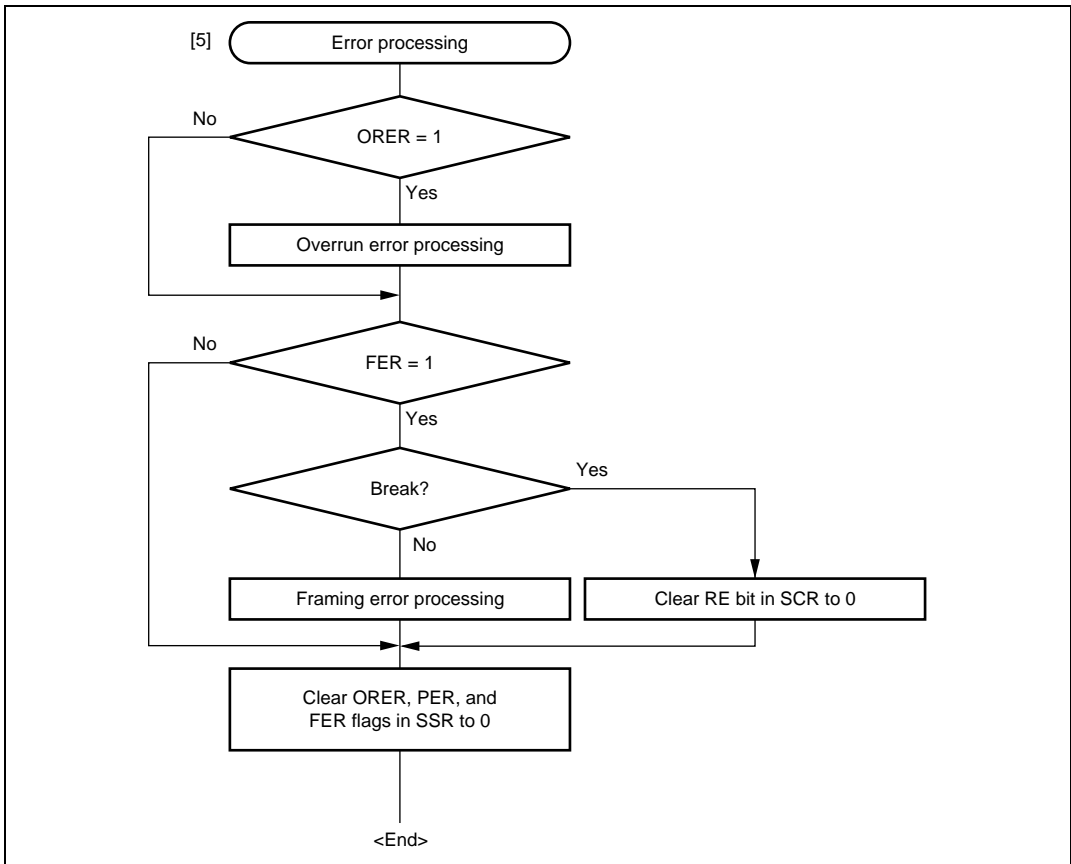 [5]
Error processing
No
ORER = 1
Yes
Overrun error processing
No
FER = 1
Yes
Break?
Yes
No
Framing error processing
Clear RE bit in SCR to 0
Clear ORER, PER, and
FER flags in SSR to 0
<End>